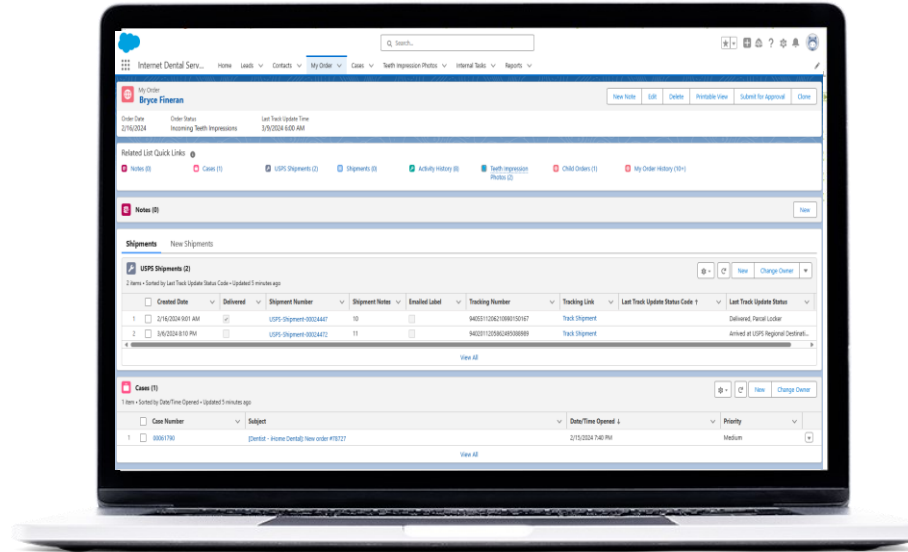 Search...
Internet Dental Serv... Home Leads Contacts My Order Cases Teeth Impression Photos Internal Tasks Reports
My Order
Bryce Fineran
New Note Edit Delete Printable View Submit for Approval Clone
Order Date Order Status Last Track Update Time
2/16/2024 Incoming Teeth Impressions 3/9/2024 6:00 AM
Related List Quick Links
Notes (0) Cases (1) USPS Shipments (2) Shipments (0) Activity History (6) Teeth Impression Photos (2) Child Orders (1) My Order History (10+)
Notes (0) New
Shipments New Shipments
USPS Shipments (2) New Change Owner
2 items • Sorted by Last Track Update Status Code • Updated 5 minutes ago
Created Date Delivered Shipment Number Shipment Notes Emailed Label Tracking Number Tracking Link Last Track Update Status Code ↑ Last Track Update Status
1 2/16/2024 9:01 AM USPS-Shipment-00024447 10 Track Shipment Delivered, Parcel Locker
2 3/6/2024 8:10 PM USPS-Shipment-00024472 11 Track Shipment Arrived at USPS Regional Destinati...
View All
Cases (1) New Change Owner
1 item • Sorted by Date/Time Opened • Updated 5 minutes ago
Case Number Subject Date/Time Opened ↓ Priority
1 00061790 [Dentist - iHome Dental]: New order #T8727 2/15/2024 7:40 PM Medium
View All